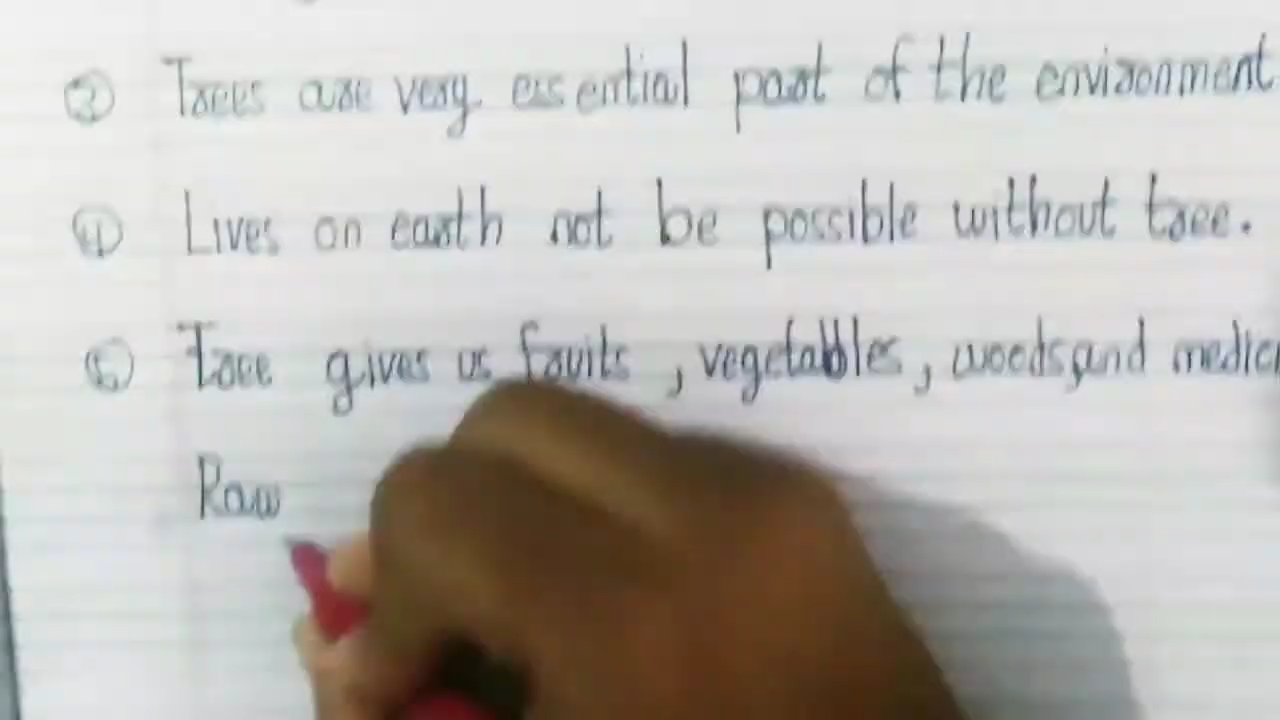 ③ Trees are very essential part of the environment
④ Lives on earth not be possible without tree.
⑤ Tree gives us fruits, vegetables, woods, and medic
Raw